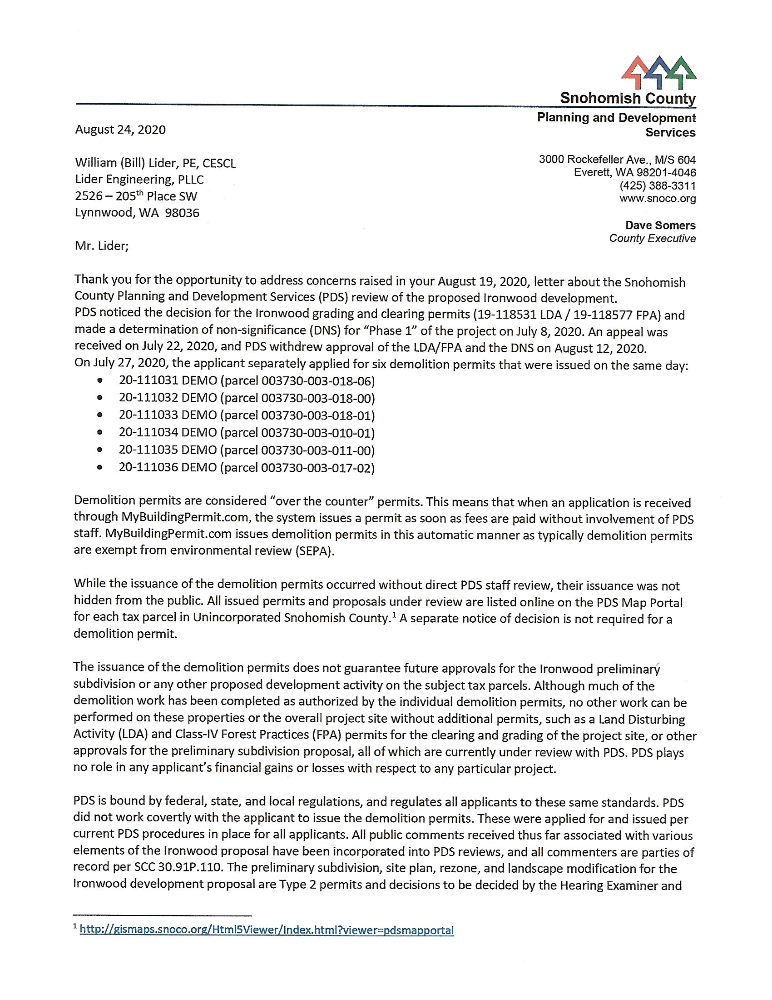 Snohomish County
Planning and Development
Services
August 24, 2020
3000 Rockefeller Ave., M/S 604
Everett, WA 98201-4046
(425) 388-3311
www.snoco.org
Dave Somers
County Executive
William (Bill) Lider, PE, CESCL
Lider Engineering, PLLC
2526 – 205th Place SW
Lynnwood, WA 98036
Mr. Lider;
Thank you for the opportunity to address concerns raised in your August 19, 2020, letter about the Snohomish
County Planning and Development Services (PDS) review of the proposed Ironwood development.
PDS noticed the decision for the Ironwood grading and clearing permits (19-118531 LDA / 19-118577 FPA) and
made a determination of non-significance (DNS) for “Phase 1” of the project on July 8, 2020. An appeal was
received on July 22, 2020, and PDS withdrew approval of the LDA/FPA and the DNS on August 12, 2020.
On July 27, 2020, the applicant separately applied for six demolition permits that were issued on the same day:
• 20-111031 DEMO (parcel 003730-003-018-06)
• 20-111032 DEMO (parcel 003730-003-018-00)
• 20-111033 DEMO (parcel 003730-003-018-01)
• 20-111034 DEMO (parcel 003730-003-010-01)
• 20-111035 DEMO (parcel 003730-003-011-00)
• 20-111036 DEMO (parcel 003730-003-017-02)
Demolition permits are considered “over the counter” permits. This means that when an application is received
through MyBuildingPermit.com, the system issues a permit as soon as fees are paid without involvement of PDS
staff. MyBuildingPermit.com issues demolition permits in this automatic manner as typically demolition permits
are exempt from environmental review (SEPA).
While the issuance of the demolition permits occurred without direct PDS staff review, their issuance was not
hidden from the public. All issued permits and proposals under review are listed online on the PDS Map Portal
for each tax parcel in Unincorporated Snohomish County.1 A separate notice of decision is not required for a
demolition permit.
The issuance of the demolition permits does not guarantee future approvals for the Ironwood preliminary
subdivision or any other proposed development activity on the subject tax parcels. Although much of the
demolition work has been completed as authorized by the individual demolition permits, no other work can be
performed on these properties or the overall project site without additional permits, such as a Land Disturbing
Activity (LDA) and Class-IV Forest Practices (FPA) permits for the clearing and grading of the project site, or other
approvals for the preliminary subdivision proposal, all of which are currently under review with PDS. PDS plays
no role in any applicant’s financial gains or losses with respect to any particular project.
PDS is bound by federal, state, and local regulations, and regulates all applicants to these same standards. PDS
did not work covertly with the applicant to issue the demolition permits. These were applied for and issued per
current PDS procedures in place for all applicants. All public comments received thus far associated with various
elements of the Ironwood proposal have been incorporated into PDS reviews, and all commenters are parties of
record per SCC 30.91P.110. The preliminary subdivision, site plan, rezone, and landscape modification for the
Ironwood development proposal are Type 2 permits and decisions to be decided by the Hearing Examiner and
1 http://gismaps.snoco.org/Html5Viewer/Index.html?viewer=pdsmapportal